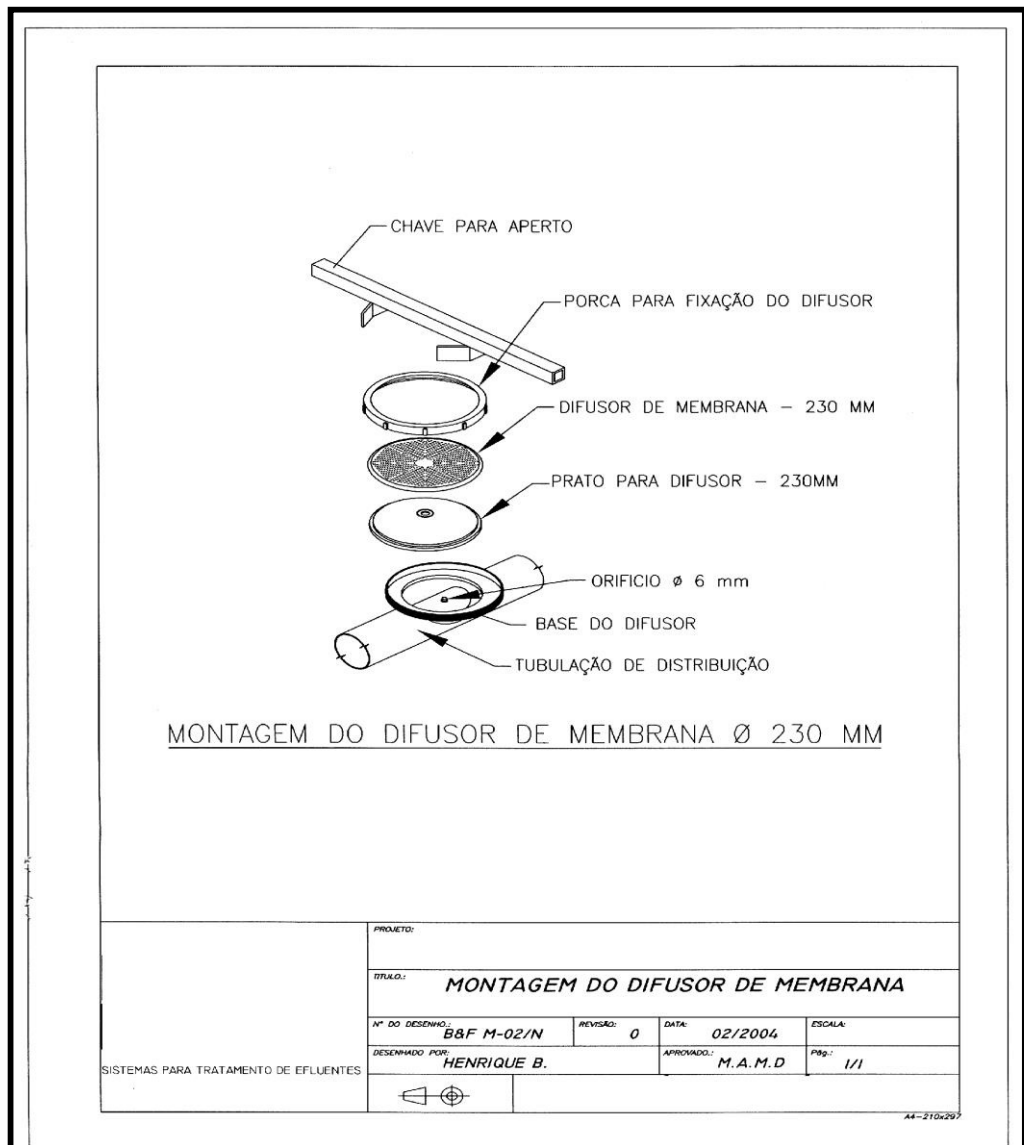 CHAVE PARA APERTO
PORCA PARA FIXAÇÃO DO DIFUSOR
DIFUSOR DE MEMBRANA – 230 MM
PRATO PARA DIFUSOR – 230MM
ORIFICIO ø 6 mm
BASE DO DIFUSOR
TUBULAÇÃO DE DISTRIBUIÇÃO
MONTAGEM DO DIFUSOR DE MEMBRANA Ø 230 MM
PROJETO:
TITULO.: MONTAGEM DO DIFUSOR DE MEMBRANA
Nº DO DESENHO.: B&F M-02/N REVISÃO: 0 DATA: 02/2004 ESCALA:
DESENHADO POR: HENRIQUE B. APROVADO.: M.A.M.D Pág.: 1/1
SISTEMAS PARA TRATAMENTO DE EFLUENTES
A4-210x297